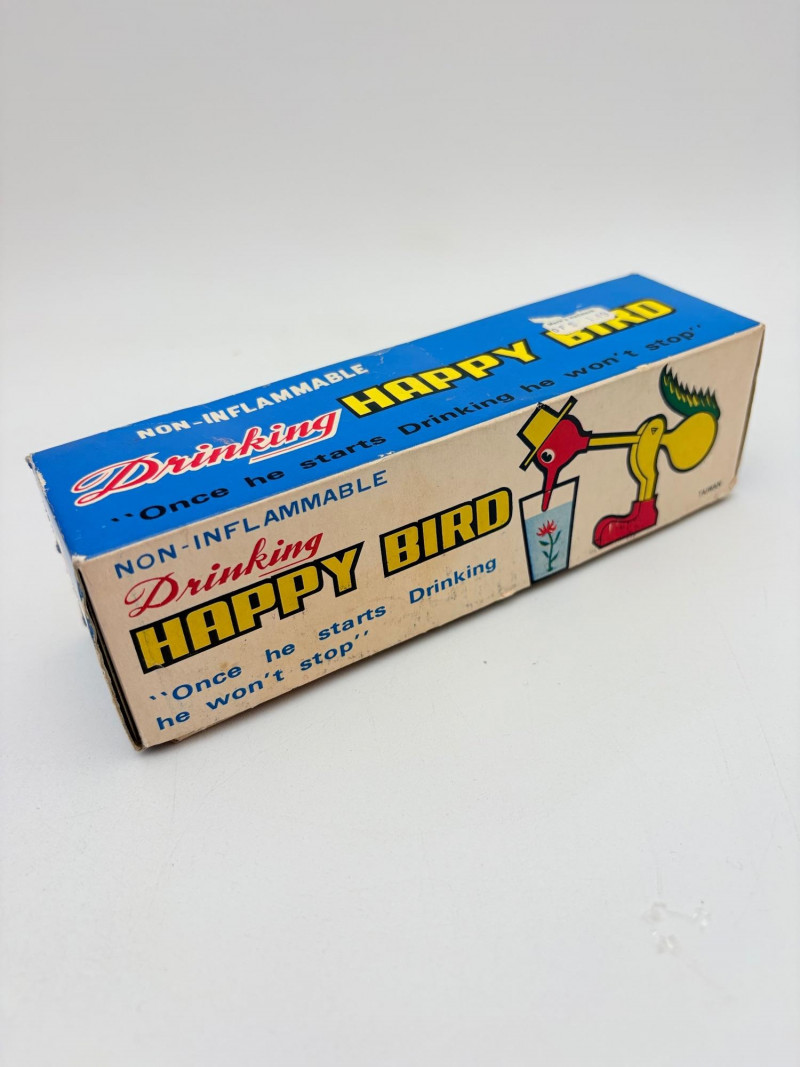 NON-INFLAMMABLE
Drinking HAPPY BIRD
``Once he starts Drinking he won't stop''
NON-INFLAMMABLE
Drinking
HAPPY BIRD
``Once he starts Drinking
he won't stop''
TAIWAN